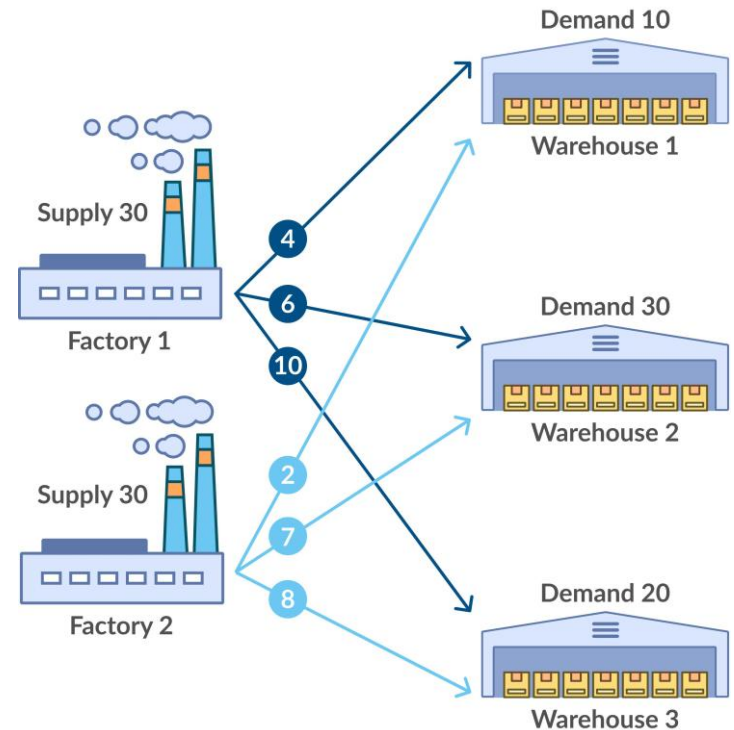 Demand 10
Warehouse 1
Supply 30
4
Factory 1
6
10
Demand 30
Warehouse 2
Supply 30
2
7
8
Factory 2
Demand 20
Warehouse 3